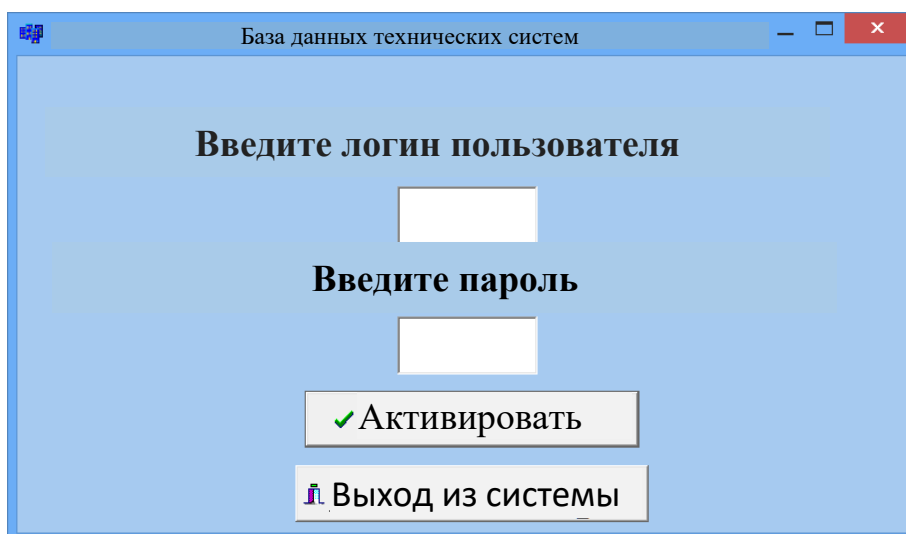 База данных технических систем
Введите логин пользователя
Введите пароль
Активировать
Выход из системы